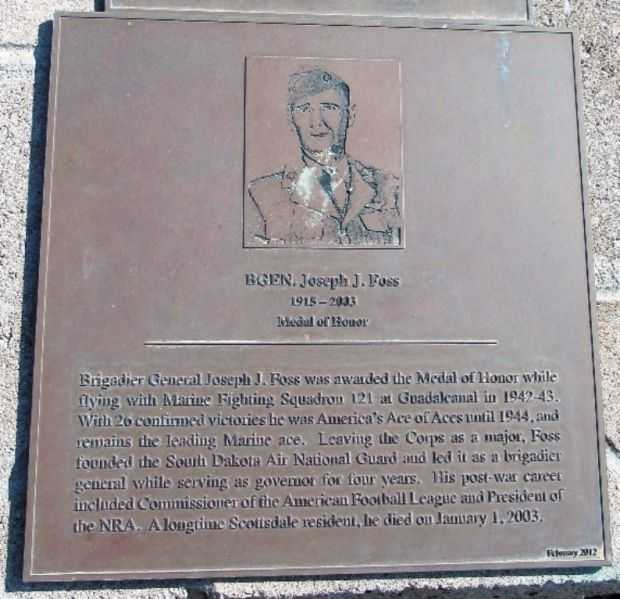 BGEN. Joseph J. Foss
1915 – 2003
Medal of Honor
Brigadier General Joseph J. Foss was awarded the Medal of Honor while
flying with Marine Fighting Squadron 121 at Guadalcanal in 1942-43.
With 26 confirmed victories he was America's Ace of Aces until 1944, and
remains the leading Marine ace. Leaving the Corps as a major, Foss
founded the South Dakota Air National Guard and led it as a brigadier
general while serving as governor for four years. His post-war career
included Commissioner of the American Football League and President of
the NRA. A longtime Scottsdale resident, he died on January 1, 2003.
February 2012